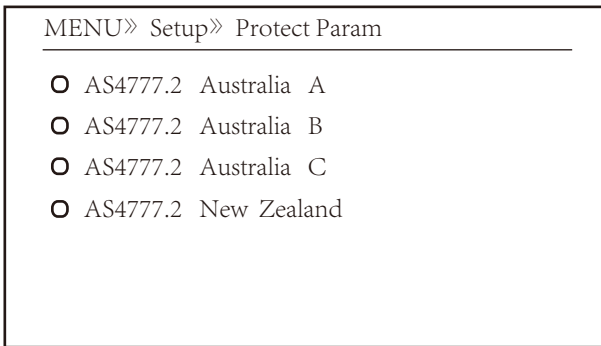 MENU》 Setup》 Protect Param
AS4777.2 Australia A
AS4777.2 Australia B
AS4777.2 Australia C
AS4777.2 New Zealand